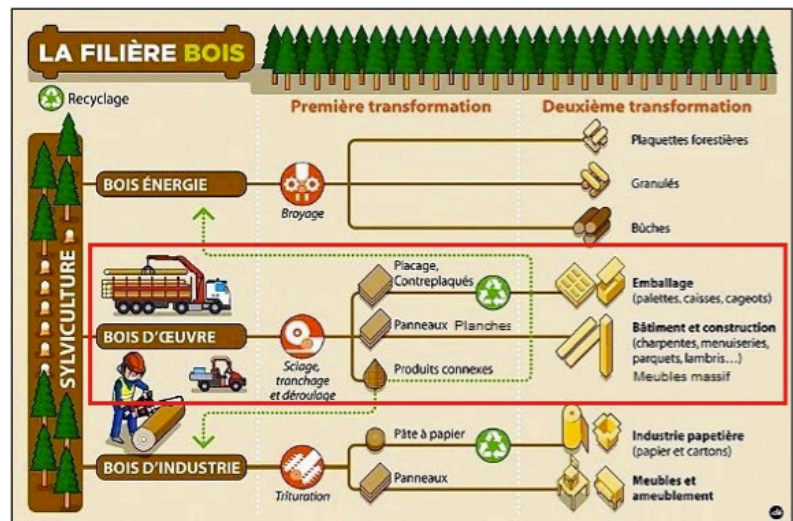 LA FILIÈRE BOIS
Recyclage
Première transformation
Deuxième transformation
SYLVICULTURE
BOIS ÉNERGIE
Broyage
Plaquettes forestières
Granulés
Bûches
BOIS D'ŒUVRE
Sciage,
tranchage
et déroulage
Placage,
Contreplaqués
Panneaux Planches
Produits connexes
Emballage
(palettes, caisses, cageots)
Bâtiment et construction
(charpentes, menuiseries,
parquets, lambris...)
Meubles massif
BOIS D'INDUSTRIE
Trituration
Pâte à papier
Panneaux
Industrie papetière
(papier et cartons)
Meubles et
ameublement